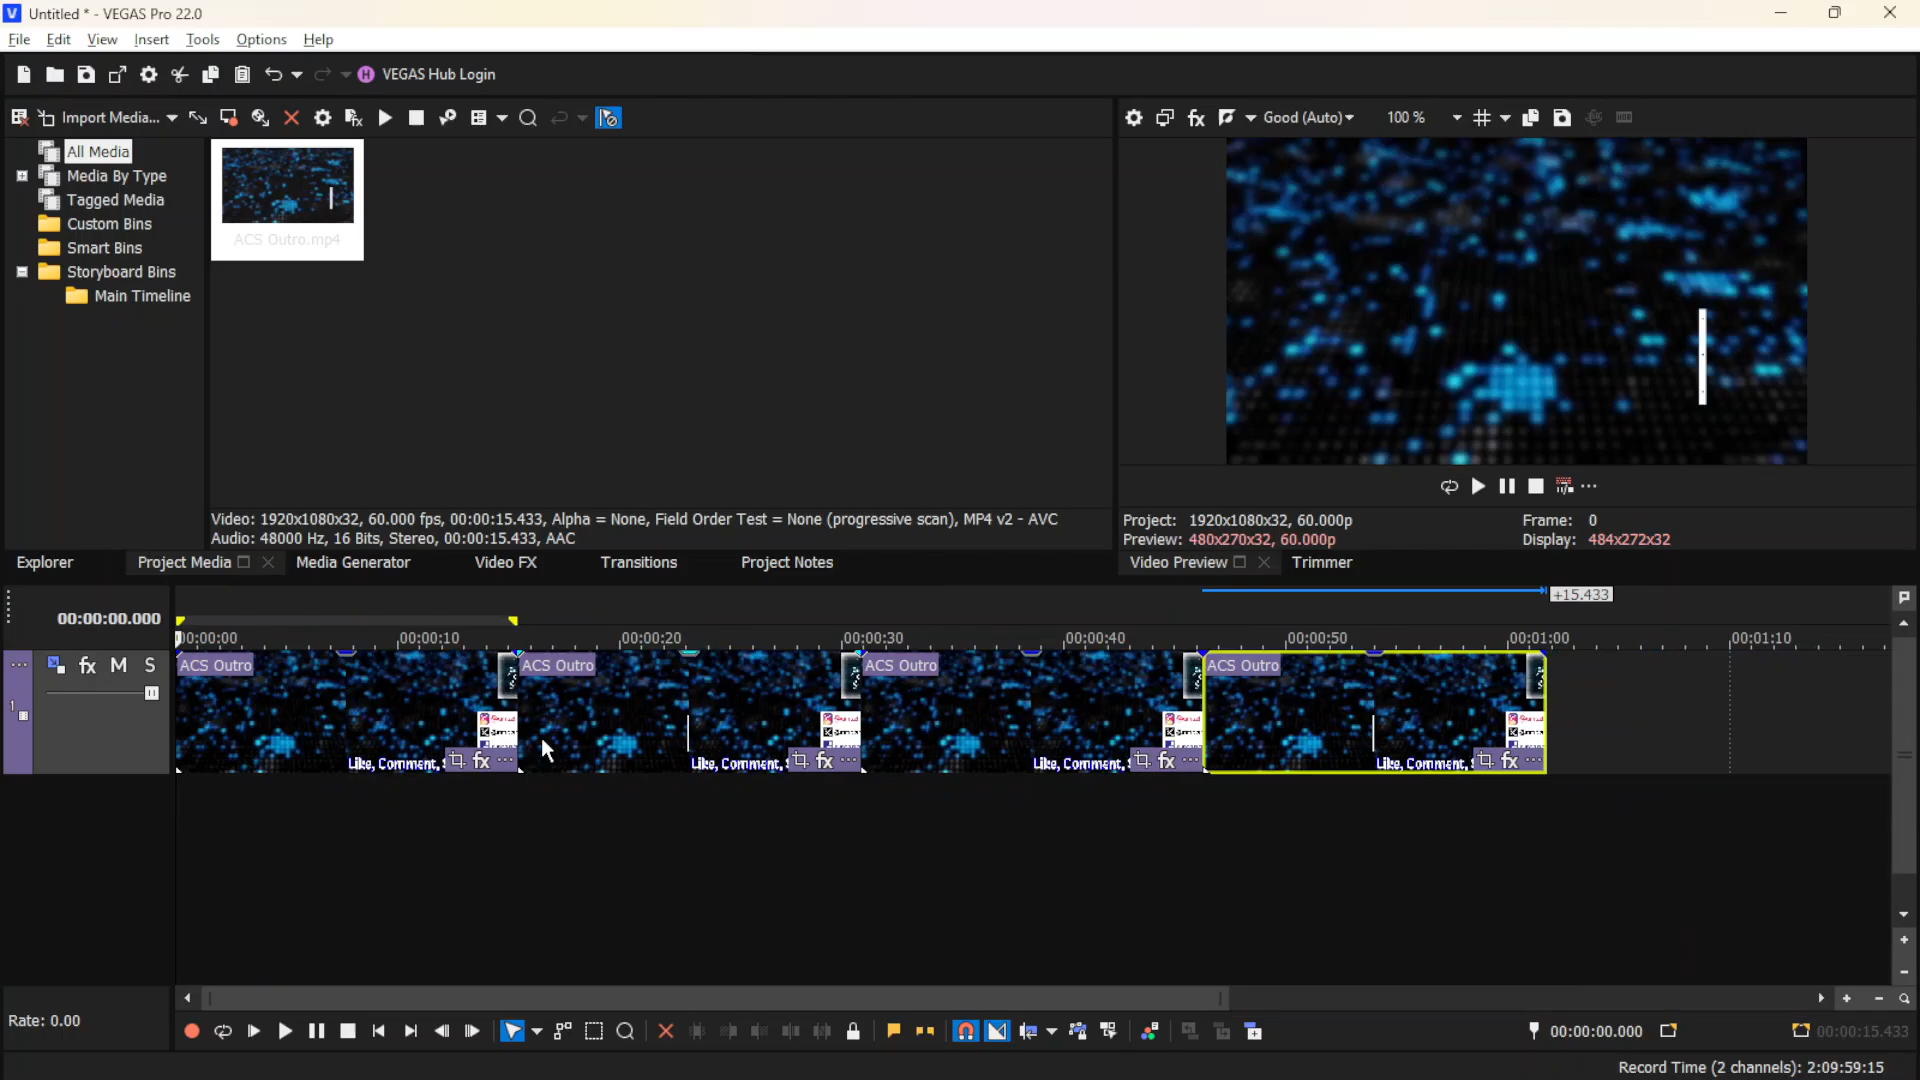 Untitled * - VEGAS Pro 22.0
File Edit View Insert Tools Options Help
VEGAS Hub Login
Import Media...
Good (Auto)
100 %
All Media
Media By Type
Tagged Media
Custom Bins
Smart Bins
Storyboard Bins
Main Timeline
ACS Outro.mp4
Video: 1920x1080x32, 60.000 fps, 00:00:15.433, Alpha = None, Field Order Test = None (progressive scan), MP4 v2 - AVC
Audio: 48000 Hz, 16 Bits, Stereo, 00:00:15.433, AAC
Project: 1920x1080x32, 60.000p
Frame: 0
Preview: 480x270x32, 60.000p
Display: 484x272x32
Explorer Project Media Media Generator Video FX Transitions Project Notes
Video Preview Trimmer
+15.433
00:00:00.000
00:00:00 00:00:10 00:00:20 00:00:30 00:00:40 00:00:50 00:01:00 00:01:10
fx M S
1
ACS Outro ACS Outro ACS Outro ACS Outro
Like, Comment, fx Like, Comment, fx Like, Comment, fx Like, Comment, fx
Rate: 0.00
00:00:00.000
00:00:15.433
Record Time (2 channels): 2:09:59:15